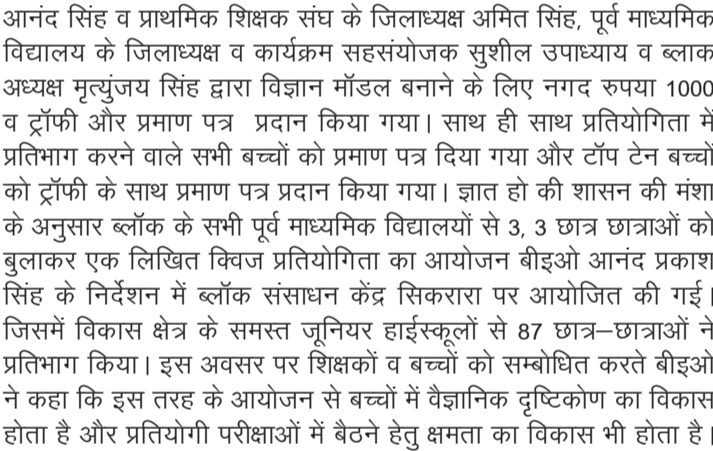 आनंद सिंह व प्राथमिक शिक्षक संघ के जिलाध्यक्ष अमित सिंह, पूर्व माध्यमिक
विद्यालय के जिलाध्यक्ष व कार्यक्रम सहसंयोजक सुशील उपाध्याय व ब्लाक
अध्यक्ष मृत्युंजय सिंह द्वारा विज्ञान मॉडल बनाने के लिए नगद रुपया 1000
व ट्रॉफी और प्रमाण पत्र प्रदान किया गया। साथ ही साथ प्रतियोगिता में
प्रतिभाग करने वाले सभी बच्चों को प्रमाण पत्र दिया गया और टॉप टेन बच्चों
को ट्रॉफी के साथ प्रमाण पत्र प्रदान किया गया। ज्ञात हो की शासन की मंशा
के अनुसार ब्लॉक के सभी पूर्व माध्यमिक विद्यालयों से 3, 3 छात्र छात्राओं को
बुलाकर एक लिखित क्विज प्रतियोगिता का आयोजन बीइओ आनंद प्रकाश
सिंह के निर्देशन में ब्लॉक संसाधन केंद्र सिकरारा पर आयोजित की गई।
जिसमें विकास क्षेत्र के समस्त जूनियर हाईस्कूलों से 87 छात्र–छात्राओं ने
प्रतिभाग किया। इस अवसर पर शिक्षकों व बच्चों को सम्बोधित करते बीइओ
ने कहा कि इस तरह के आयोजन से बच्चों में वैज्ञानिक दृष्टिकोण का विकास
होता है और प्रतियोगी परीक्षाओं में बैठने हेतु क्षमता का विकास भी होता है।